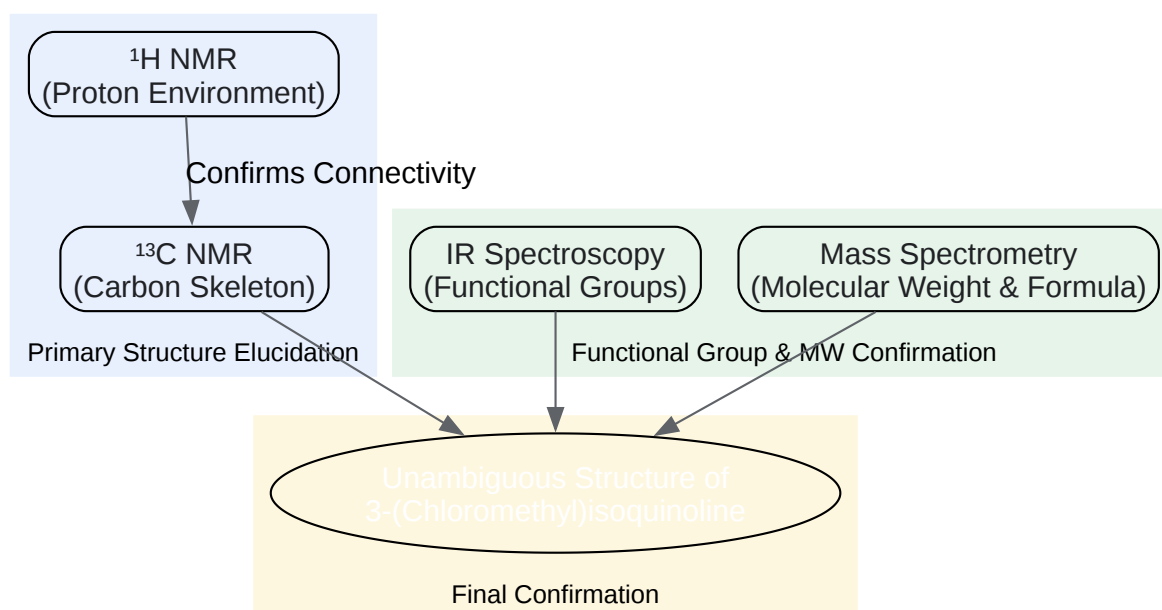 ¹H NMR
(Proton Environment)
Confirms Connectivity
¹³C NMR
(Carbon Skeleton)
Primary Structure Elucidation
IR Spectroscopy
(Functional Groups)
Mass Spectrometry
(Molecular Weight & Formula)
Functional Group & MW Confirmation
Unambiguous Structure of
3-(Chloromethyl)isoquinoline
Final Confirmation